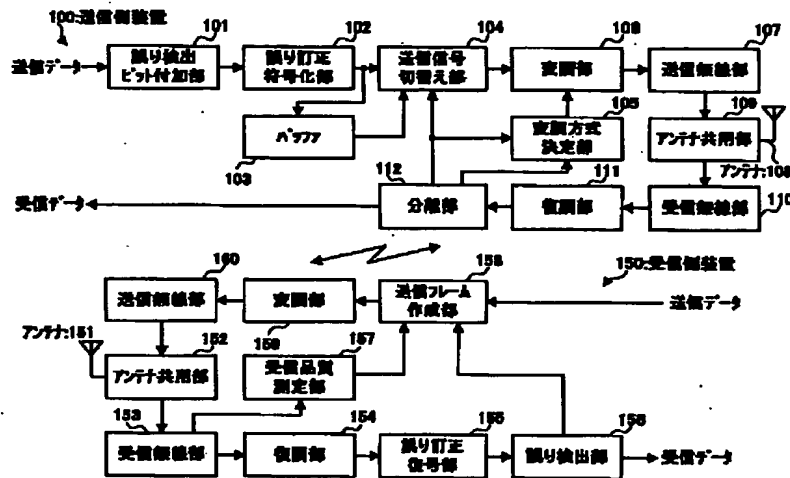 100:送信側装置
送信データ
101
誤り検出
ビット付加部
102
誤り訂正
符号化部
103
バッファ
104
送信信号
切替え部
105
変調方式
決定部
106
変調部
107
送信無線部
109
アンテナ共用部
アンテナ:108
110
受信無線部
111
復調部
112
分離部
受信データ
150:受信側装置
送信データ
158
送信フレーム
作成部
159
変調部
160
送信無線部
アンテナ:151
152
アンテナ共用部
157
受信品質
測定部
153
受信無線部
154
復調部
155
誤り訂正
復号部
156
誤り検出部
受信データ